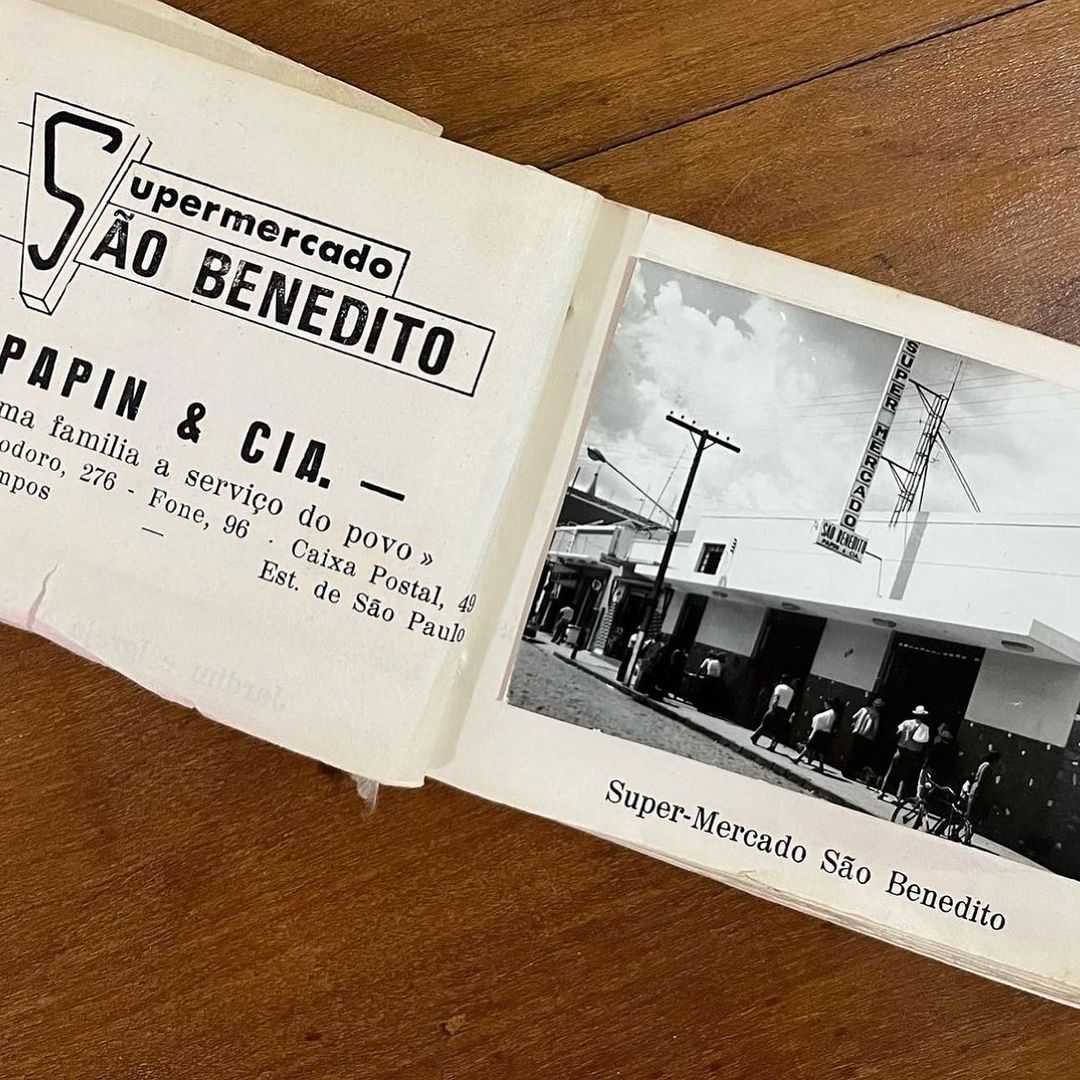 Supermercado
SÃO BENEDITO
PAPIN & CIA. —
ma familia a serviço do povo »
odoro, 276 - Fone, 96 - Caixa Postal, 49
mpos — Est. de São Paulo
SUPER MERCADO
SÃO BENEDITO
PAPIN & CIA.
Super-Mercado São Benedito